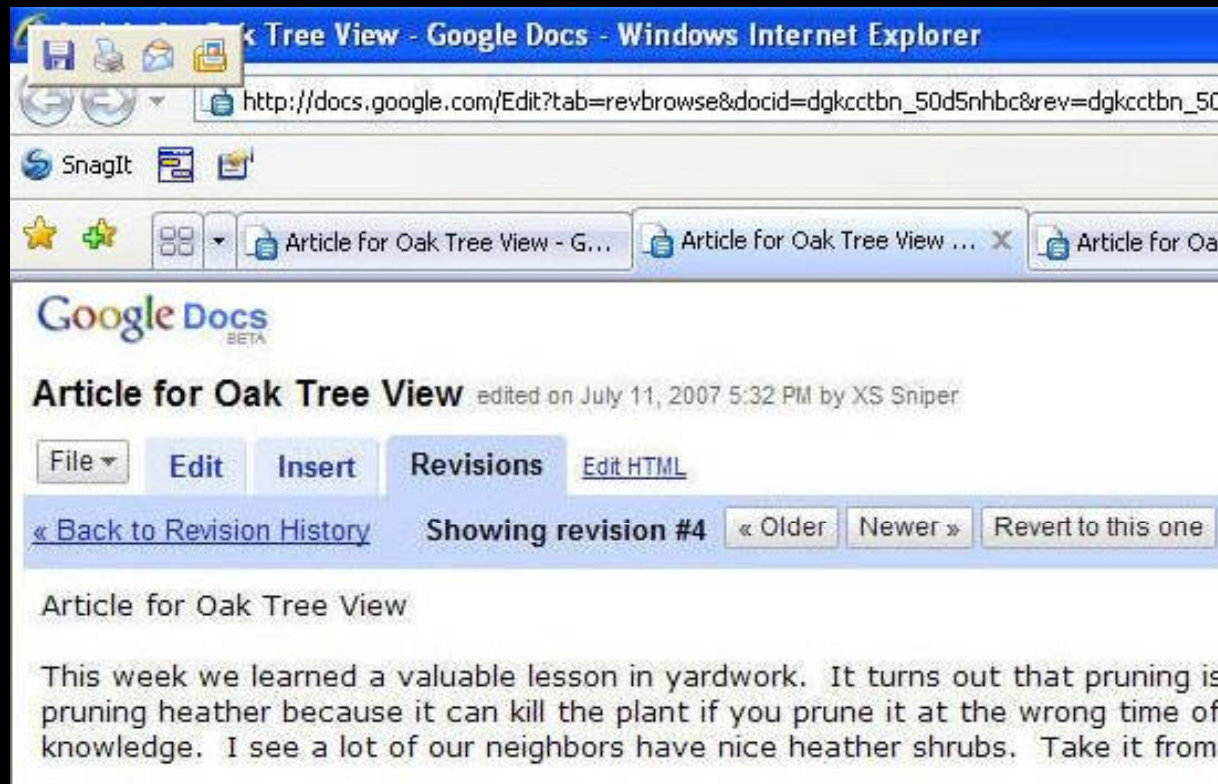 k Tree View - Google Docs - Windows Internet Explorer
http://docs.google.com/Edit?tab=revbrowse&docid=dgkcctbn_50d5nhbc&rev=dgkcctbn_50
SnagIt
Article for Oak Tree View - G... Article for Oak Tree View ... Article for Oa
Google Docs
BETA
Article for Oak Tree View edited on July 11, 2007 5:32 PM by XS Sniper
File Edit Insert Revisions Edit HTML
« Back to Revision History Showing revision #4 « Older Newer » Revert to this one
Article for Oak Tree View
This week we learned a valuable lesson in yardwork. It turns out that pruning is
pruning heather because it can kill the plant if you prune it at the wrong time of
knowledge. I see a lot of our neighbors have nice heather shrubs. Take it from